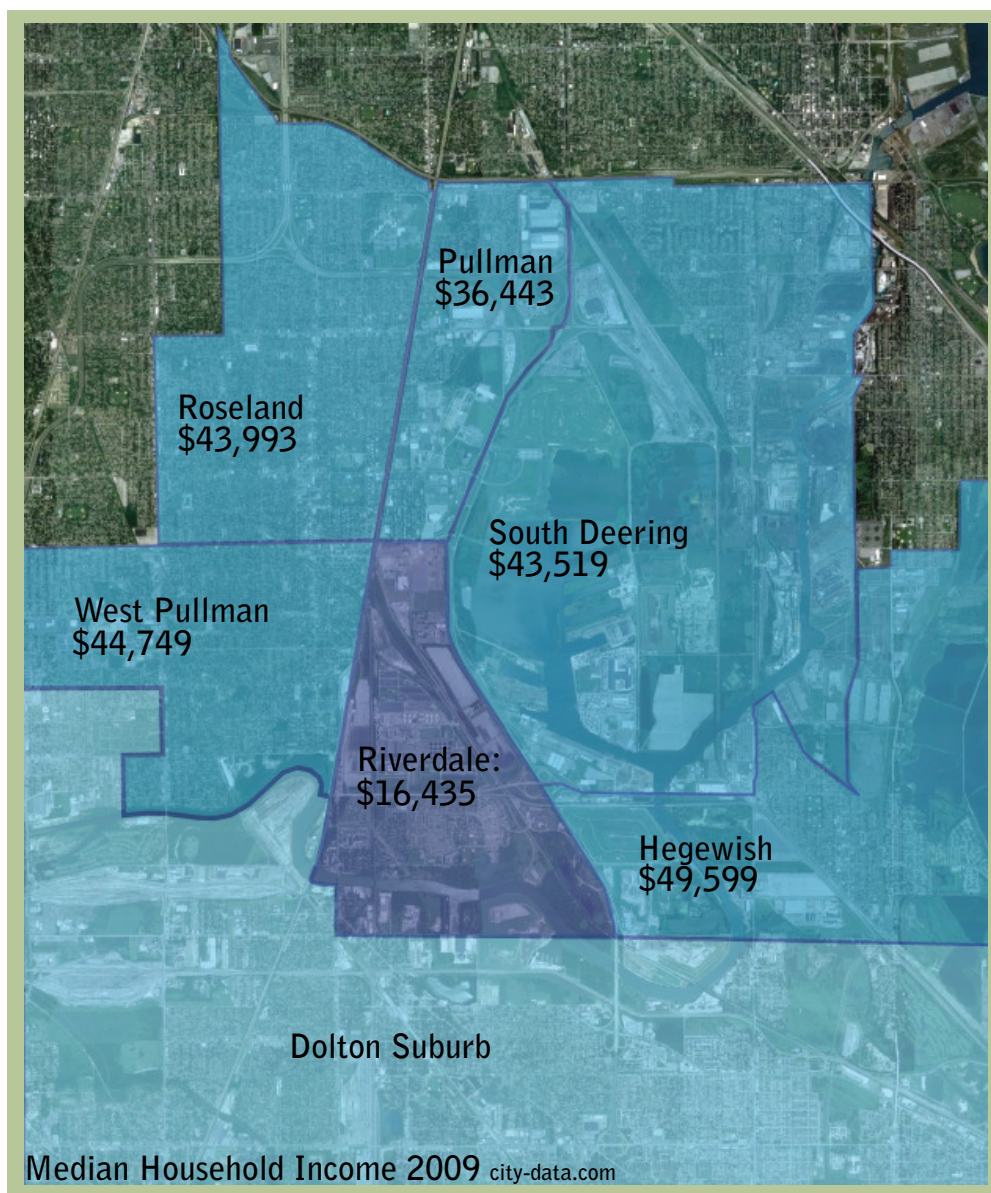 Pullman
$36,443
Roseland
$43,993
South Deering
$43,519
West Pullman
$44,749
Riverdale:
$16,435
Hegewish
$49,599
Dolton Suburb
Median Household Income 2009 city-data.com